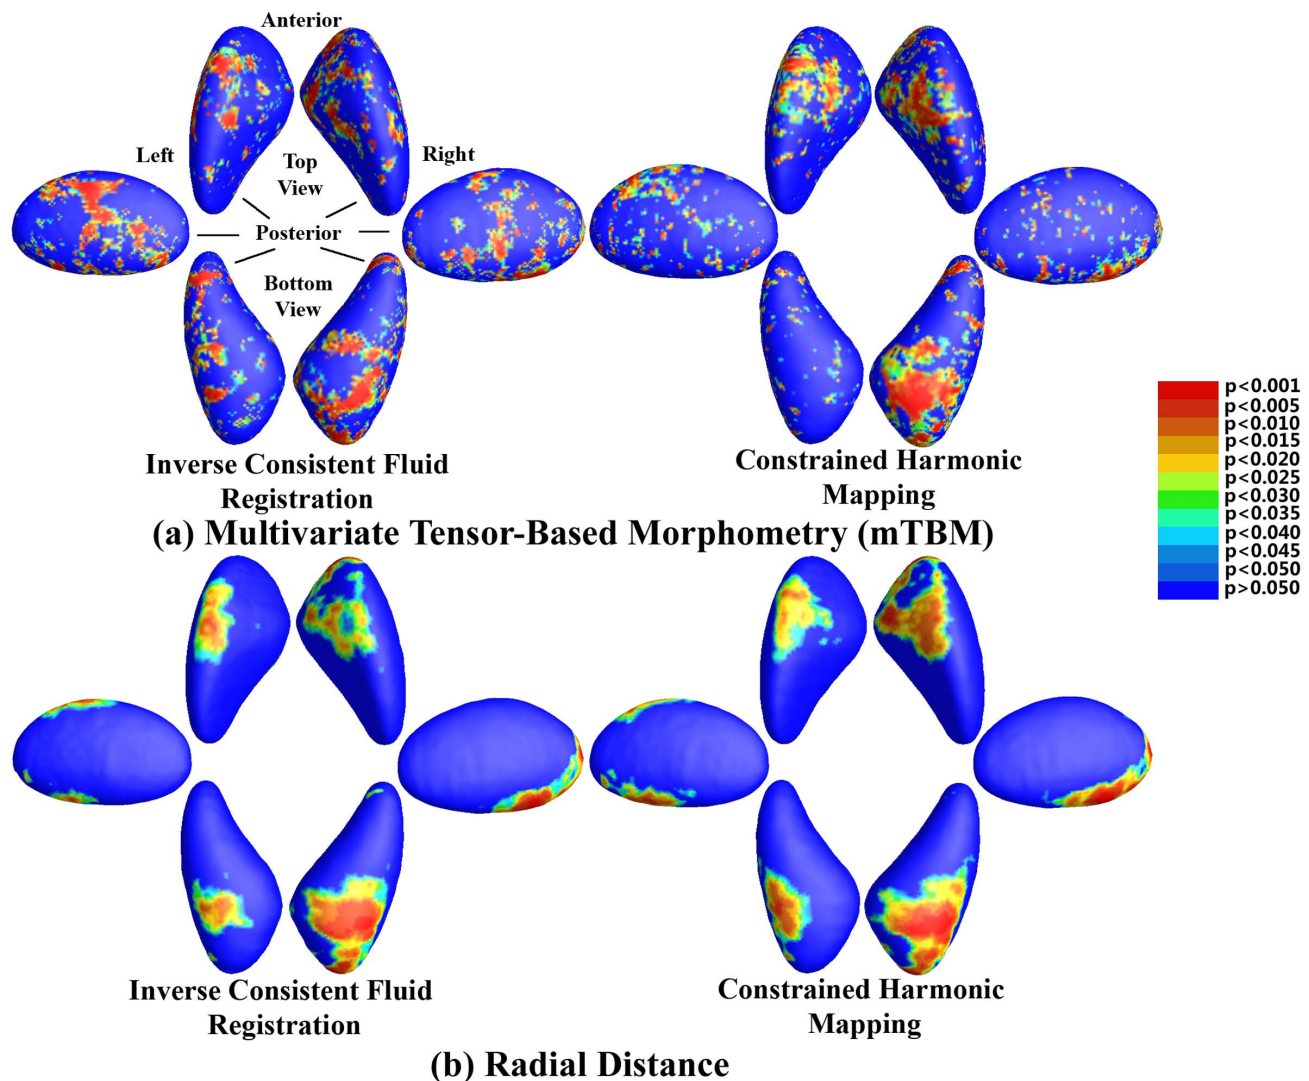 Anterior
Left
Top
View
Right
Posterior
Bottom
View
Inverse Consistent Fluid
Registration
Constrained Harmonic
Mapping
(a) Multivariate Tensor-Based Morphometry (mTBM)
p<0.001
p<0.005
p<0.010
p<0.015
p<0.020
p<0.025
p<0.030
p<0.035
p<0.040
p<0.045
p<0.050
p>0.050
Inverse Consistent Fluid
Registration
Constrained Harmonic
Mapping
(b) Radial Distance